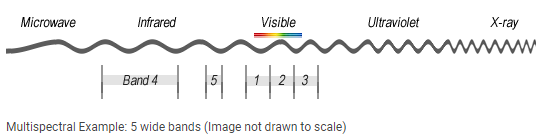 Microwave Infrared Visible Ultraviolet X-ray
Band 4 5 1 2 3
Multispectral Example: 5 wide bands (Image not drawn to scale)